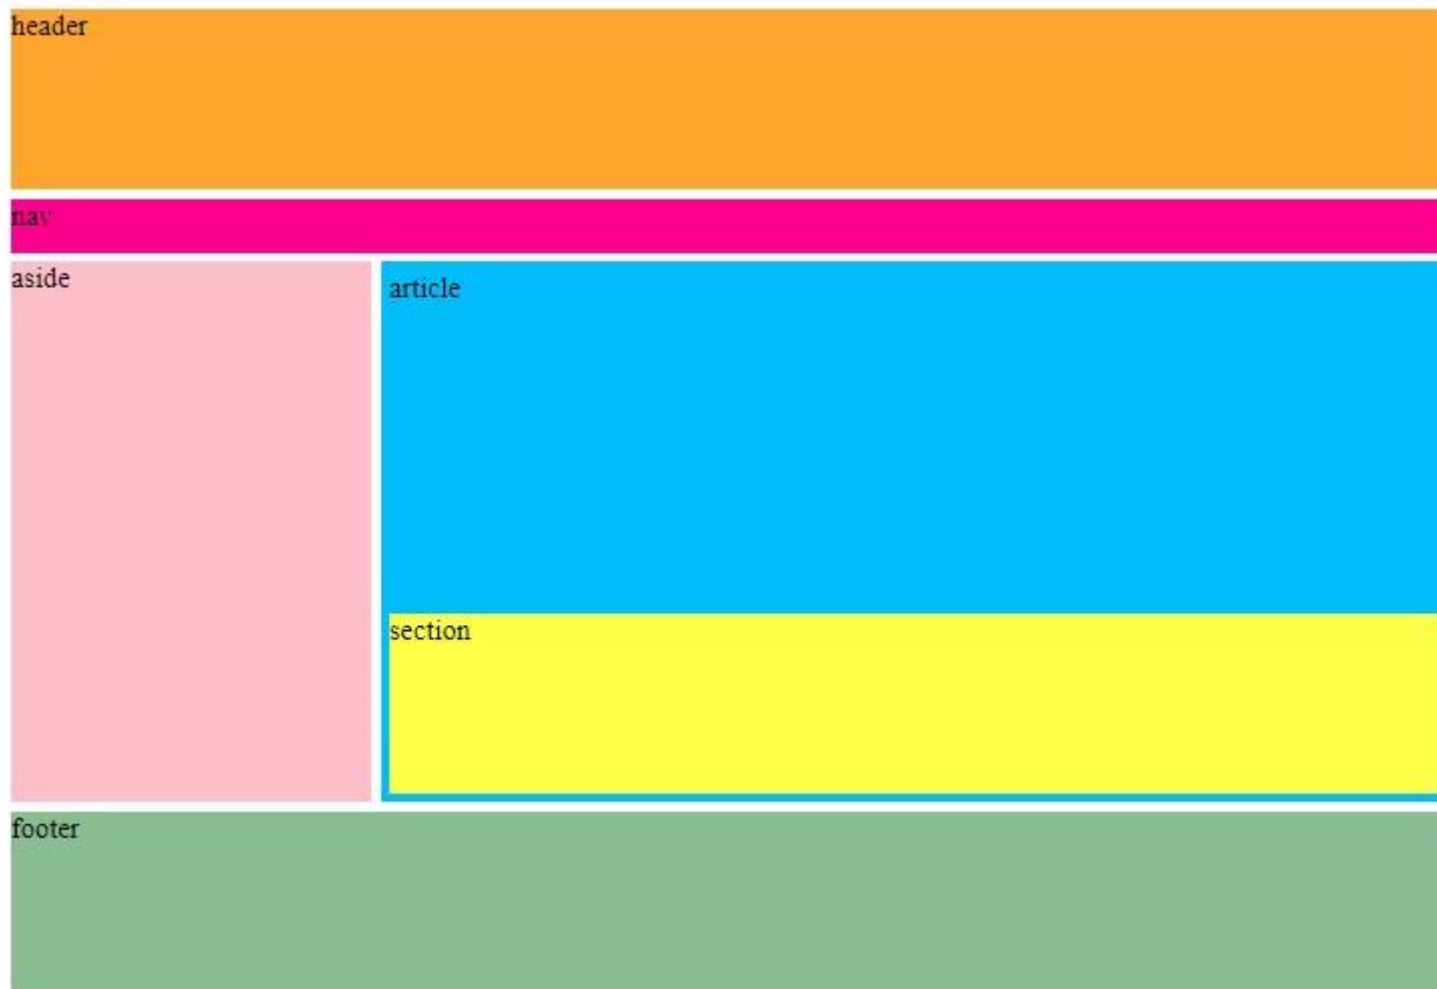 header
nav
aside
article
section
footer